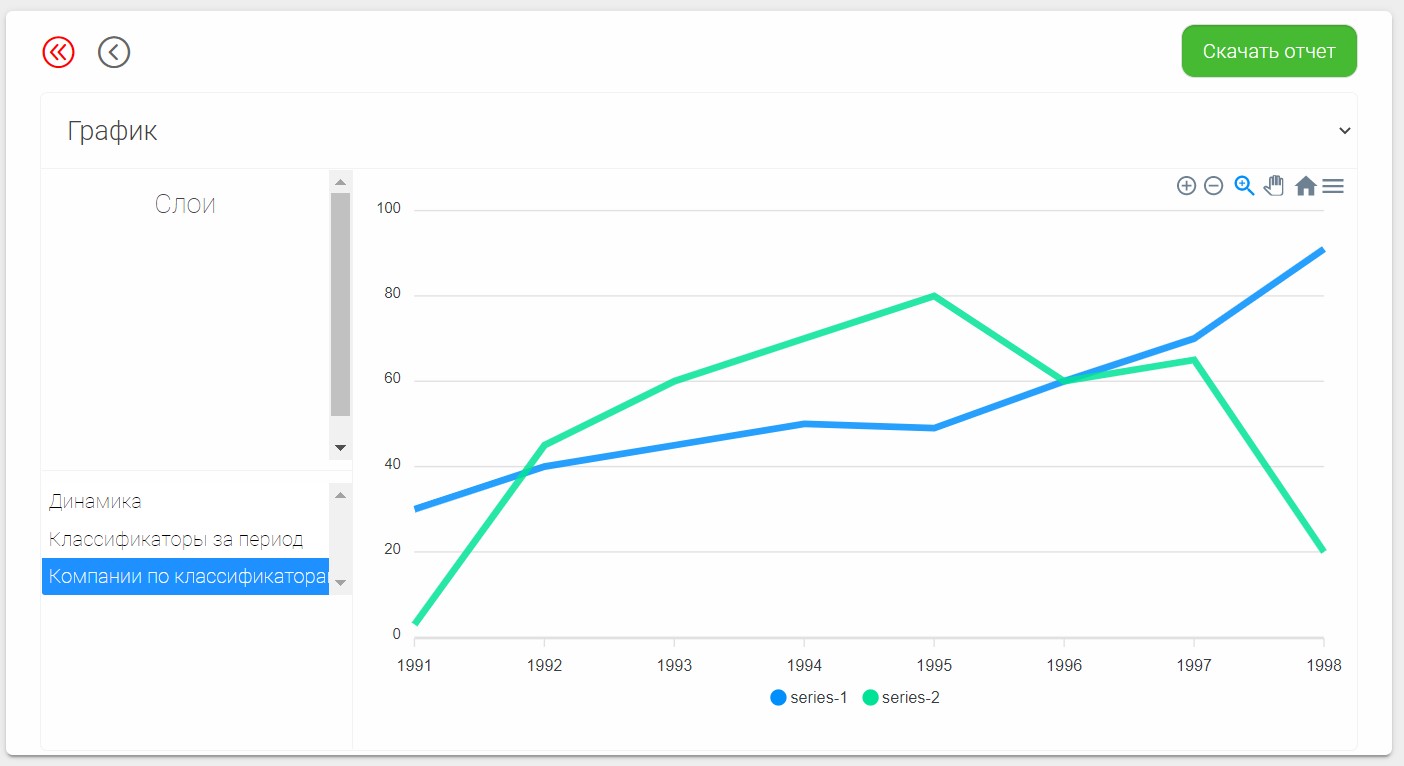 Скачать отчет
График
Слои
100
80
60
40
20
0
1991 1992 1993 1994 1995 1996 1997 1998
series-1 series-2
Динамика
Классификаторы за период
Компании по классификатора